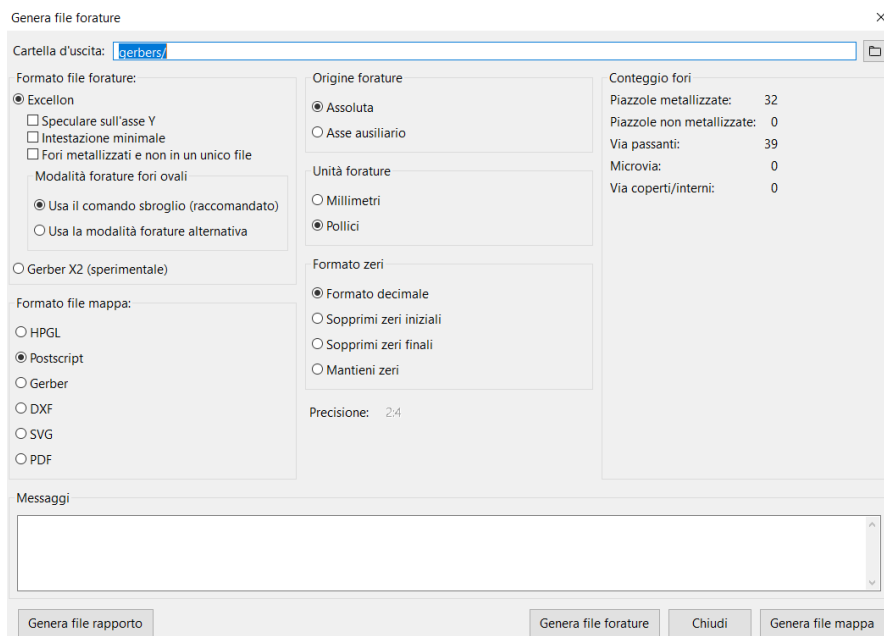 Genera file forature
Cartella d'uscita: gerbers/
Formato file forature:
Excellon
Speculare sull'asse Y
Intestazione minimale
Fori metallizzati e non in un unico file
Modalità forature fori ovali
Usa il comando sbroglio (raccomandato)
Usa la modalità forature alternativa
Gerber X2 (sperimentale)
Formato file mappa:
HPGL
Postscript
Gerber
DXF
SVG
PDF
Origine forature
Assoluta
Asse ausiliario
Unità forature
Millimetri
Pollici
Formato zeri
Formato decimale
Sopprimi zeri iniziali
Sopprimi zeri finali
Mantieni zeri
Precisione: 2:4
Conteggio fori
Piazzole metallizzate: 32
Piazzole non metallizzate: 0
Via passanti: 39
Microvia: 0
Via coperti/interni: 0
Messaggi
Genera file rapporto
Genera file forature
Chiudi
Genera file mappa